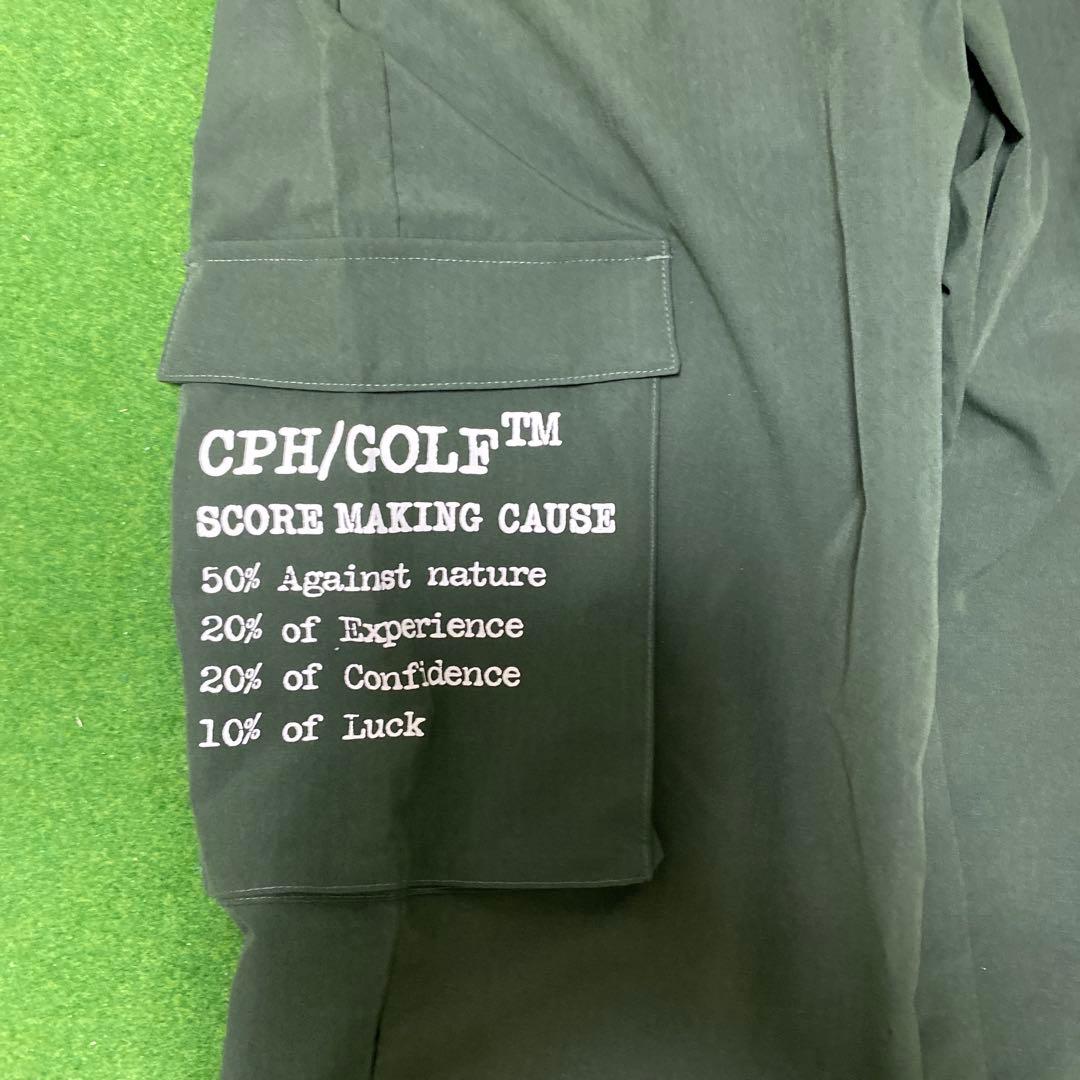 CPH/GOLF™
SCORE MAKING CAUSE
50% Against nature
20% of Experience
20% of Confidence
10% of Luck